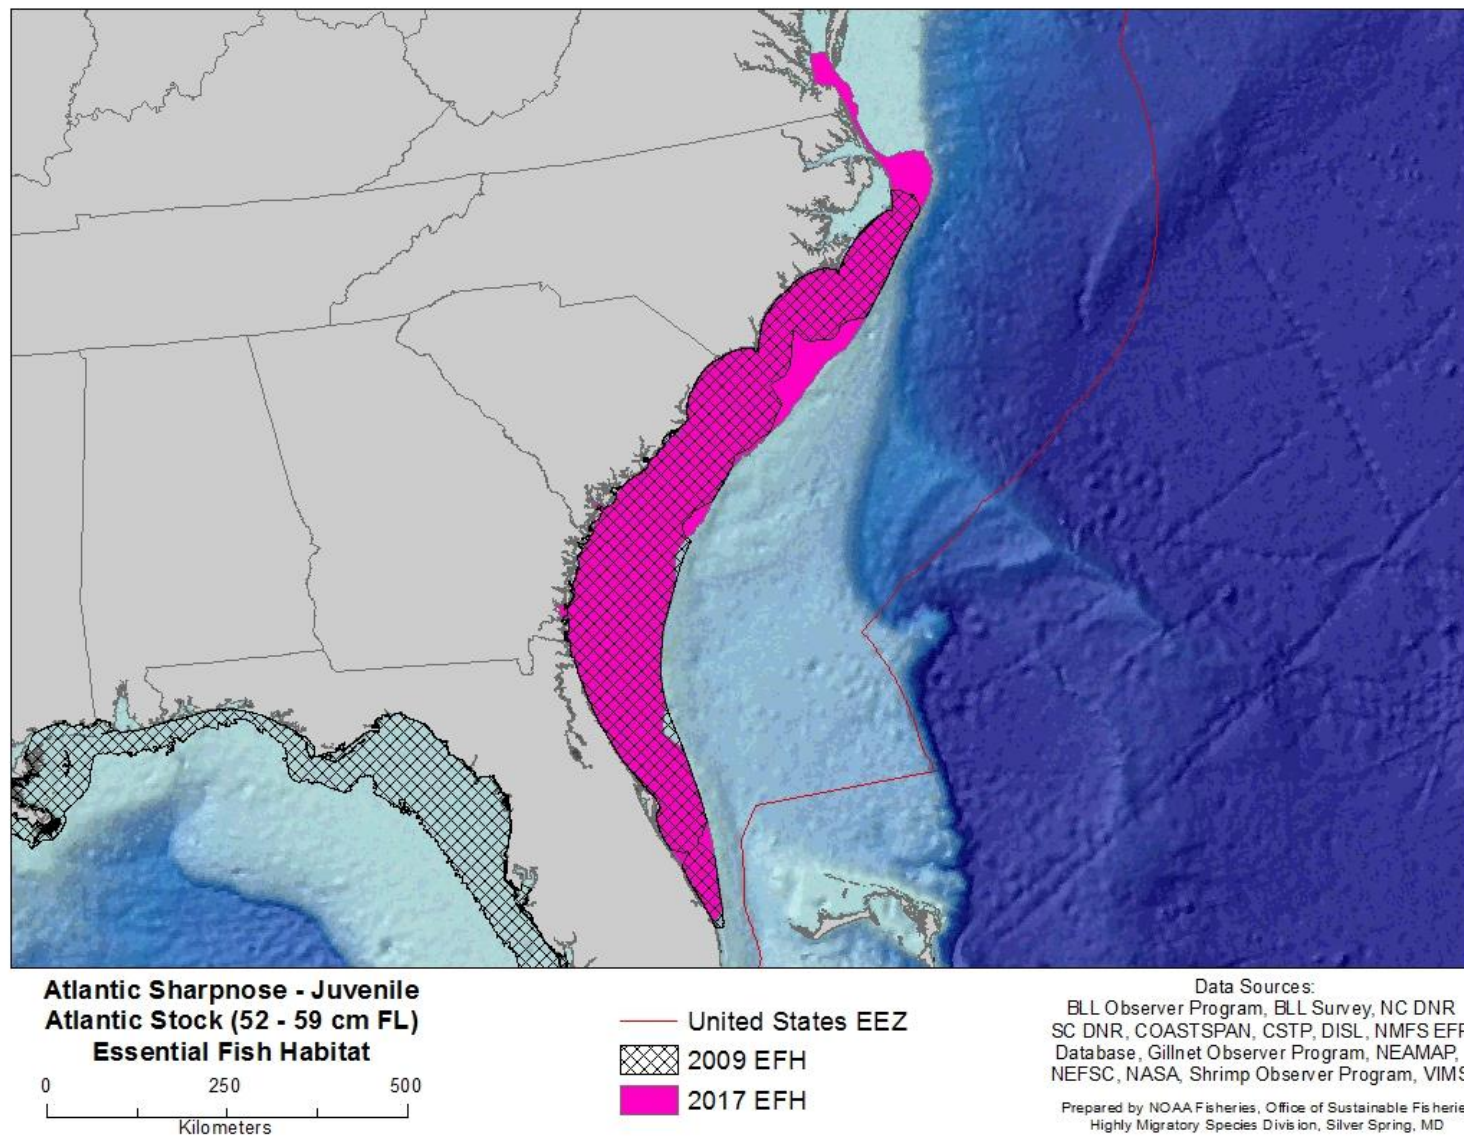 Atlantic Sharpnose - Juvenile
Atlantic Stock (52 - 59 cm FL)
Essential Fish Habitat
0 250 500
Kilometers
United States EEZ
2009 EFH
2017 EFH
Data Sources:
BLL Observer Program, BLL Survey, NC DNR
SC DNR, COASTSPAN, CSTP, DISL, NMFS EFP
Database, Gillnet Observer Program, NEAMAP,
NEFSC, NASA, Shrimp Observer Program, VIMS
Prepared by NOAA Fisheries, Office of Sustainable Fisherie
Highly Migratory Species Division, Silver Spring, MD